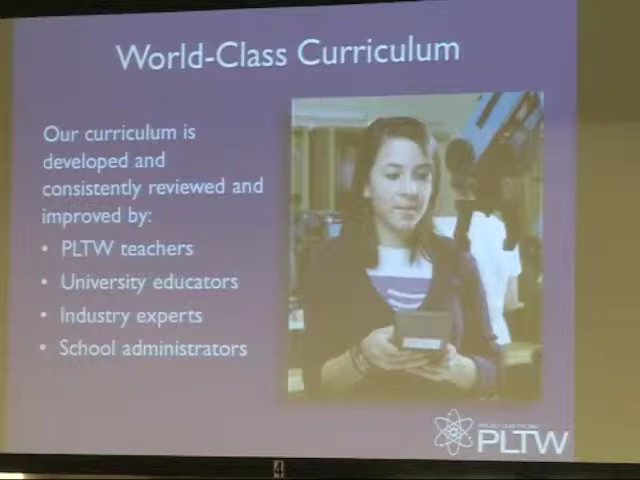 World-Class Curriculum
Our curriculum is
developed and
consistently reviewed and
improved by:
• PLTW teachers
• University educators
• Industry experts
• School administrators
PLTW
4